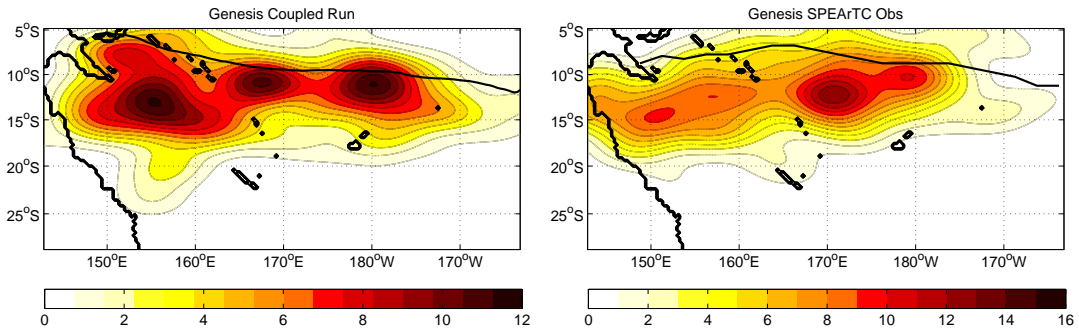 Genesis Coupled Run
5°S
10°S
15°S
20°S
25°S
150°E 160°E 170°E 180°W 170°W
0 2 4 6 8 10 12
Genesis SPEArTC Obs
5°S
10°S
15°S
20°S
25°S
150°E 160°E 170°E 180°W 170°W
0 2 4 6 8 10 12 14 16